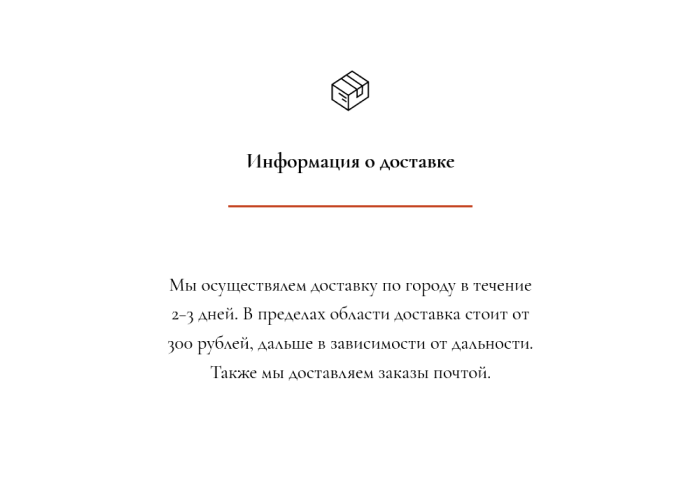 Информация о доставке
Мы осуществялем доставку по городу в течение
2–3 дней. В пределах области доставка стоит от
300 рублей, дальше в зависимости от дальности.
Также мы доставляем заказы почтой.